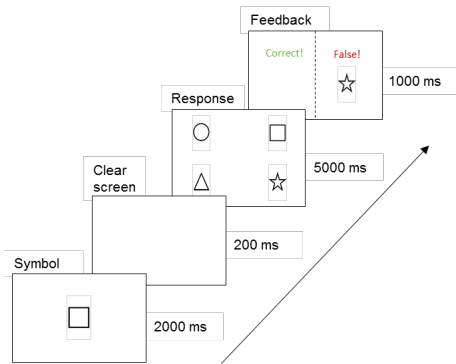 Feedback
Correct!
False!
1000 ms
Response
5000 ms
Clear
screen
200 ms
Symbol
2000 ms